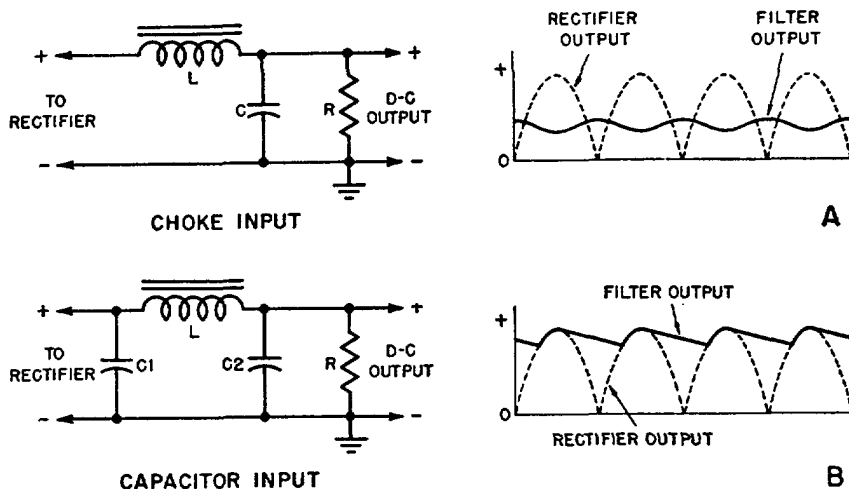 RECTIFIER
OUTPUT
FILTER
OUTPUT
+
+
L
TO
RECTIFIER
C
R
D-C
OUTPUT
-
-
+
0
CHOKE INPUT
A
+
+
L
TO
RECTIFIER
C1
C2
R
D-C
OUTPUT
-
-
CAPACITOR INPUT
FILTER OUTPUT
+
0
RECTIFIER OUTPUT
B